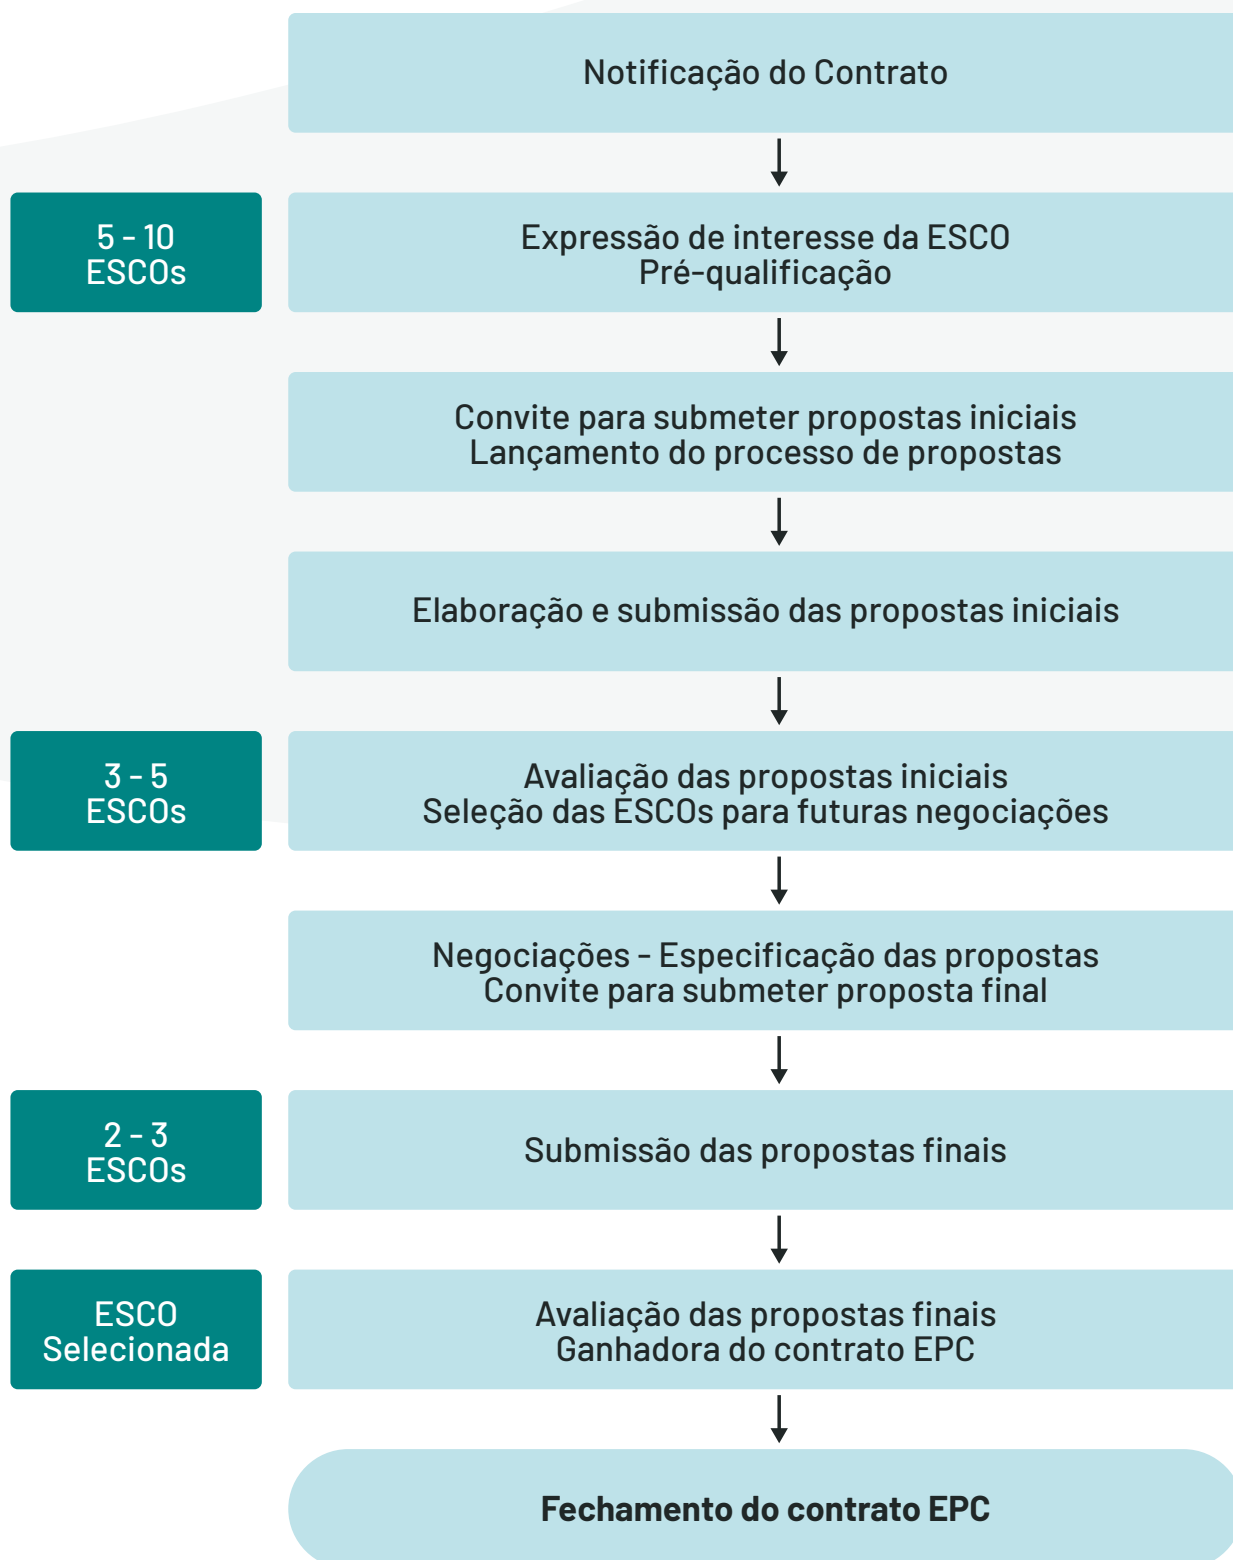 Notificação do Contrato
5 - 10
ESCOs
Expressão de interesse da ESCO
Pré-qualificação
Convite para submeter propostas iniciais
Lançamento do processo de propostas
Elaboração e submissão das propostas iniciais
3 - 5
ESCOs
Avaliação das propostas iniciais
Seleção das ESCOs para futuras negociações
Negociações - Especificação das propostas
Convite para submeter proposta final
2 - 3
ESCOs
Submissão das propostas finais
ESCO
Selecionada
Avaliação das propostas finais
Ganhadora do contrato EPC
Fechamento do contrato EPC